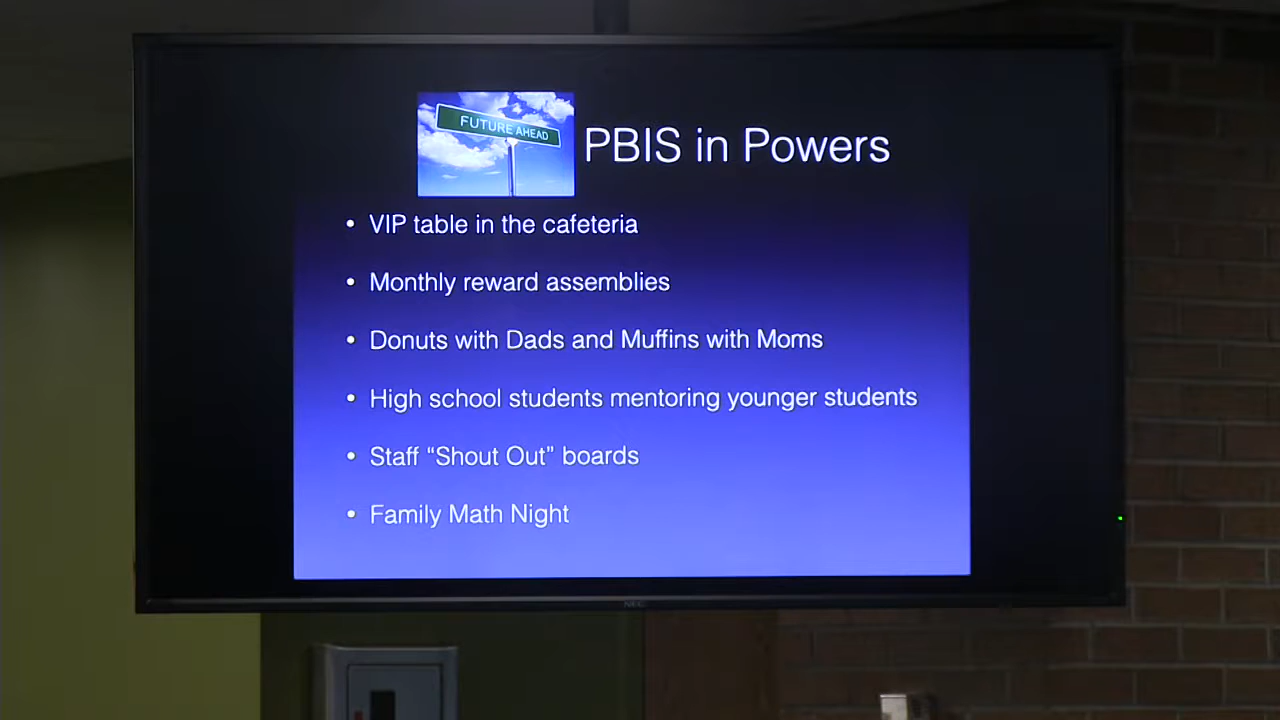 FUTURE AHEAD
PBIS in Powers
• VIP table in the cafeteria
• Monthly reward assemblies
• Donuts with Dads and Muffins with Moms
• High school students mentoring younger students
• Staff “Shout Out” boards
• Family Math Night
NEC